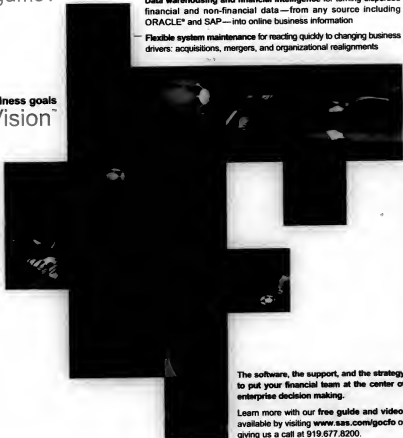 financial and non-financial data—from any source including
ORACLE® and SAP—into online business information
Flexible system maintenance for reacting quickly to changing business
drivers: acquisitions, mergers, and organizational realignments
ness goals
Vision™
The software, the support, and the strategy
to put your financial team at the center of
enterprise decision making.
Learn more with our free guide and video
available by visiting www.sas.com/gocfo o
giving us a call at 919.677.8200.